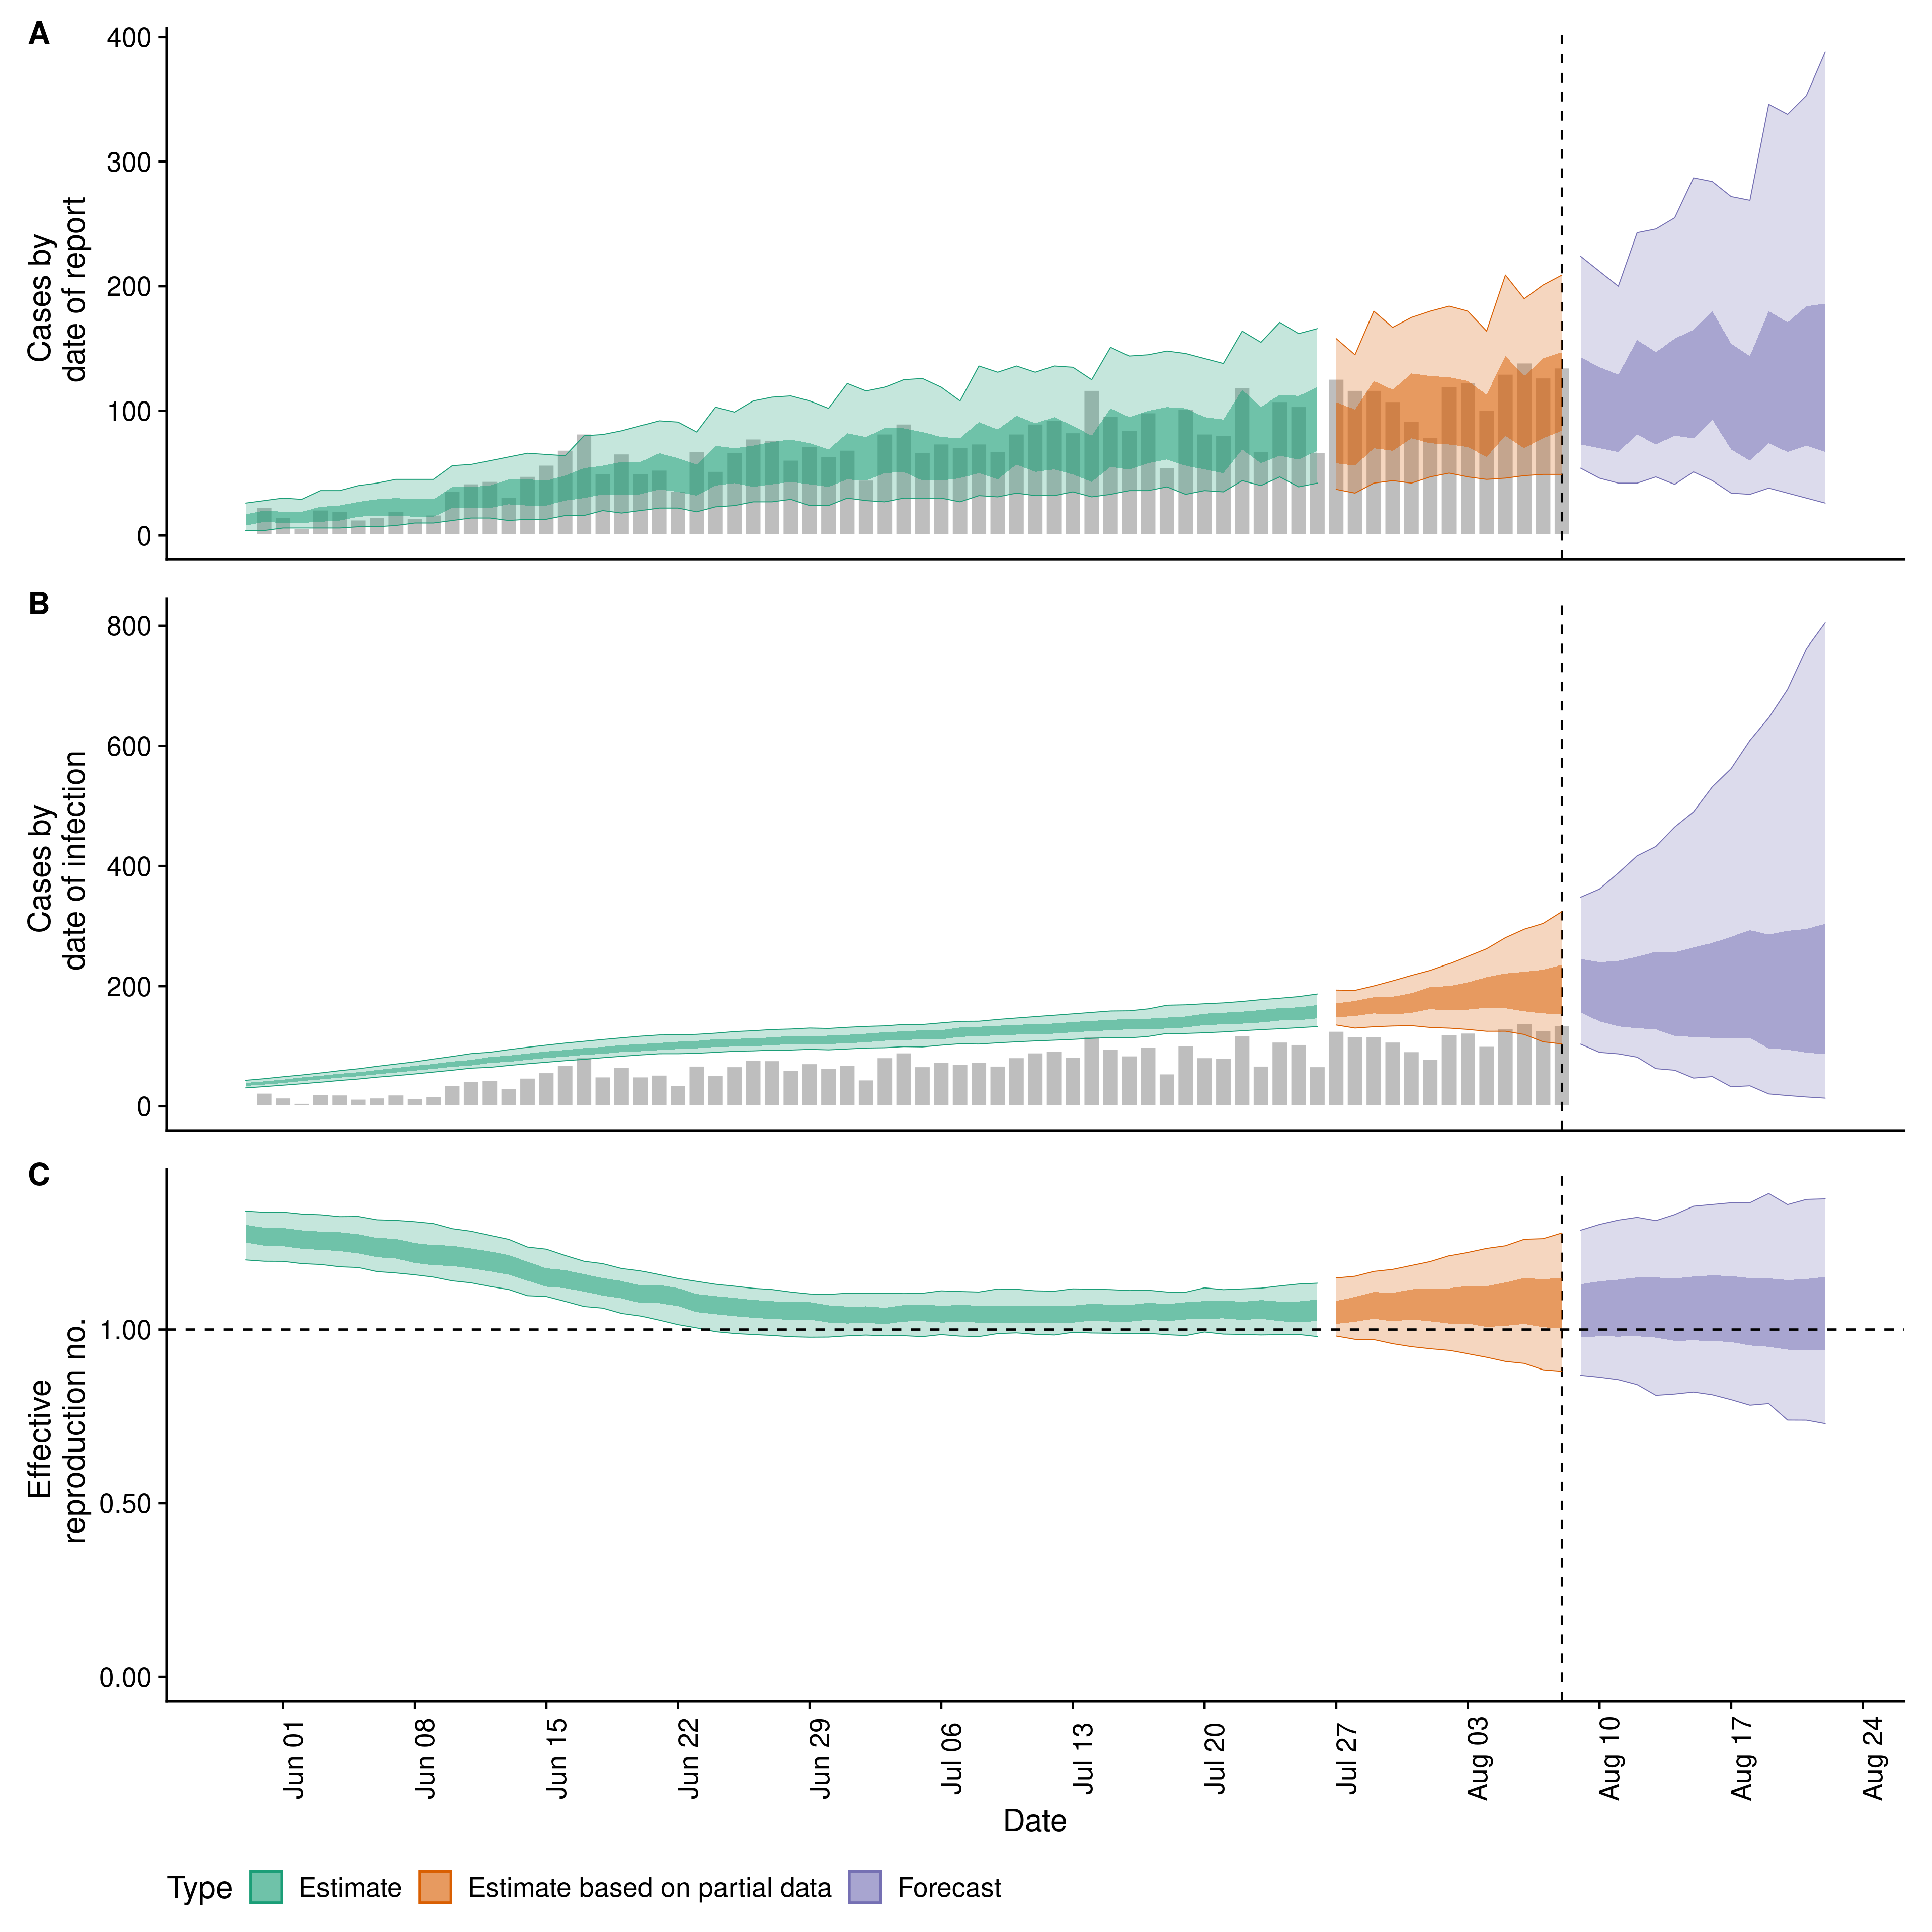 A
Cases by
date of report
400
300
200
100
0
B
Cases by
date of infection
800
600
400
200
0
C
Effective
reproduction no.
1.00
0.50
0.00
Jun 01
Jun 08
Jun 15
Jun 22
Jun 29
Jul 06
Jul 13
Jul 20
Jul 27
Aug 03
Aug 10
Aug 17
Aug 24
Date
Type Estimate Estimate based on partial data Forecast